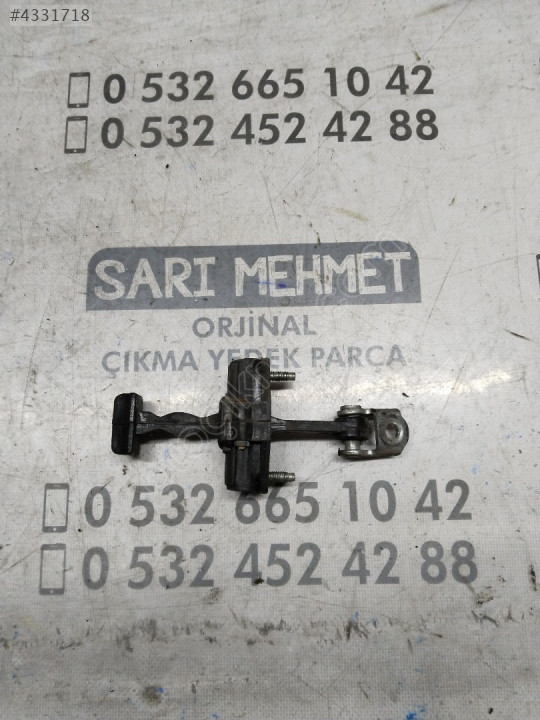 #4331718
0 532 665 10 42
0 532 452 42 88
SARI MEHMET
ORJİNAL
ÇIKMA YEDEK PARÇA
0 532 665 10 42
0 532 452 42 88